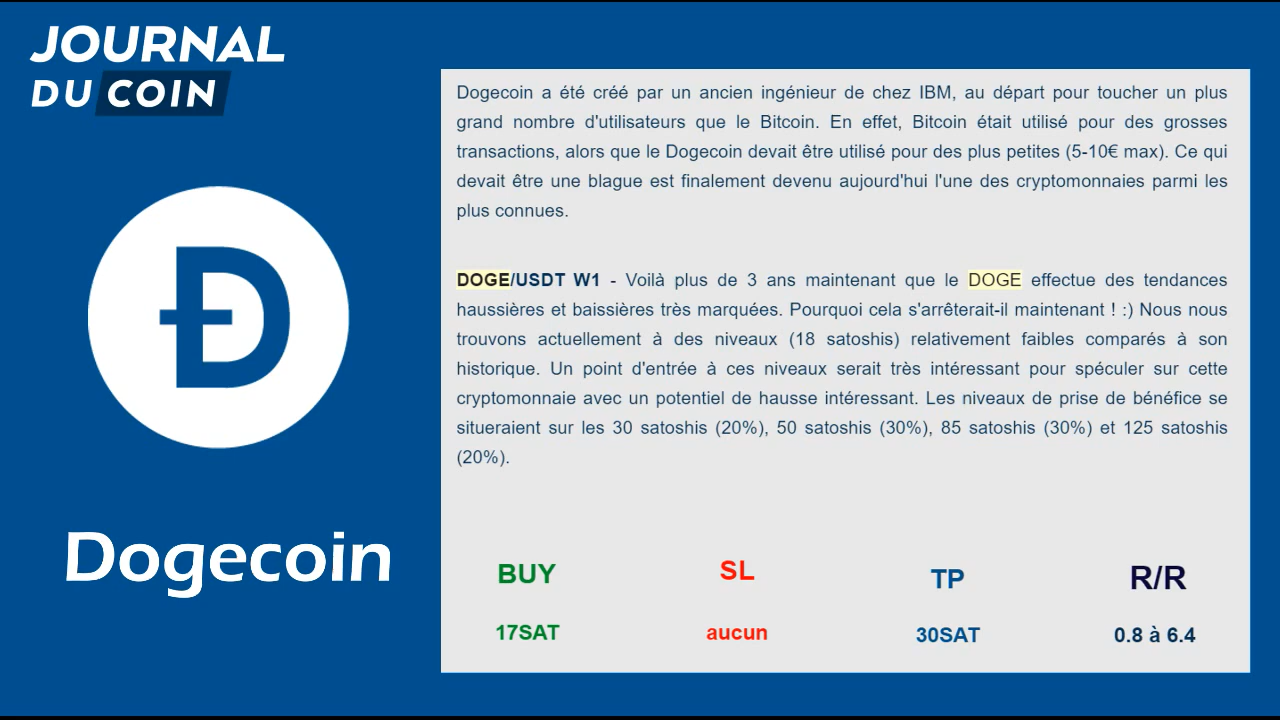 JOURNAL
DU COIN
Dogecoin
Dogecoin a été créé par un ancien ingénieur de chez IBM, au départ pour toucher un plus
grand nombre d'utilisateurs que le Bitcoin. En effet, Bitcoin était utilisé pour des grosses
transactions, alors que le Dogecoin devait être utilisé pour des plus petites (5-10€ max). Ce qui
devait être une blague est finalement devenu aujourd'hui l'une des cryptomonnaies parmi les
plus connues.
DOGE/USDT W1 - Voilà plus de 3 ans maintenant que le DOGE effectue des tendances
haussières et baissières très marquées. Pourquoi cela s'arrêterait-il maintenant ! :) Nous nous
trouvons actuellement à des niveaux (18 satoshis) relativement faibles comparés à son
historique. Un point d'entrée à ces niveaux serait très intéressant pour spéculer sur cette
cryptomonnaie avec un potentiel de hausse intéressant. Les niveaux de prise de bénéfice se
situeraient sur les 30 satoshis (20%), 50 satoshis (30%), 85 satoshis (30%) et 125 satoshis
(20%).
BUY SL TP R/R
17SAT aucun 30SAT 0.8 à 6.4